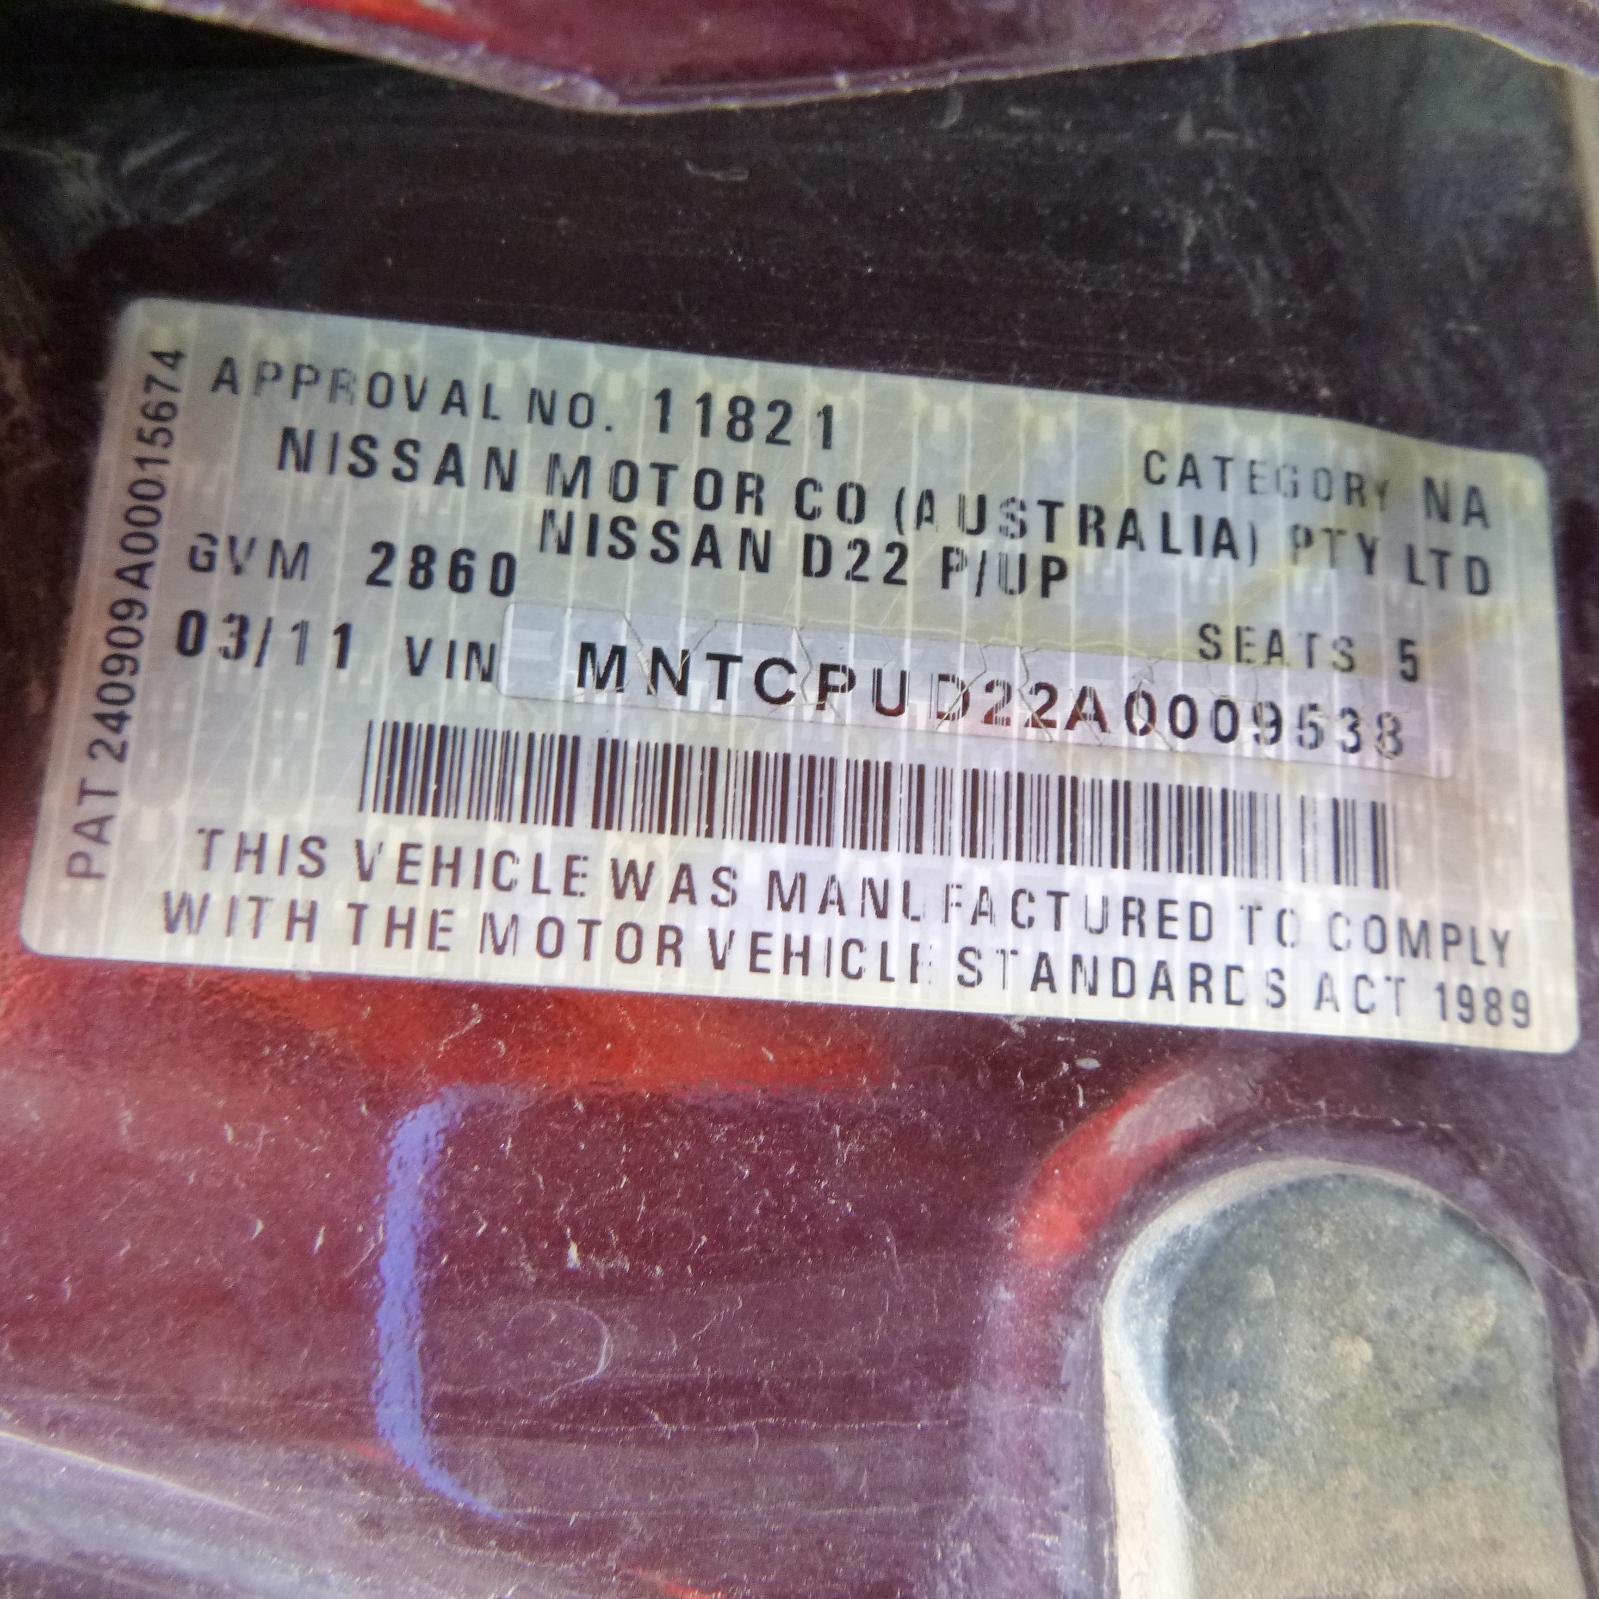 PAT 240909A00015674
APPROVAL NO. 11821 CATEGORY NA
NISSAN MOTOR CO (AUSTRALIA) PTY LTD
NISSAN D22 P/UP
GVM 2860 SEATS 5
03/11 VIN MNTCPUD22A0009538
THIS VEHICLE WAS MANUFACTURED TO COMPLY
WITH THE MOTOR VEHICLE STANDARDS ACT 1989